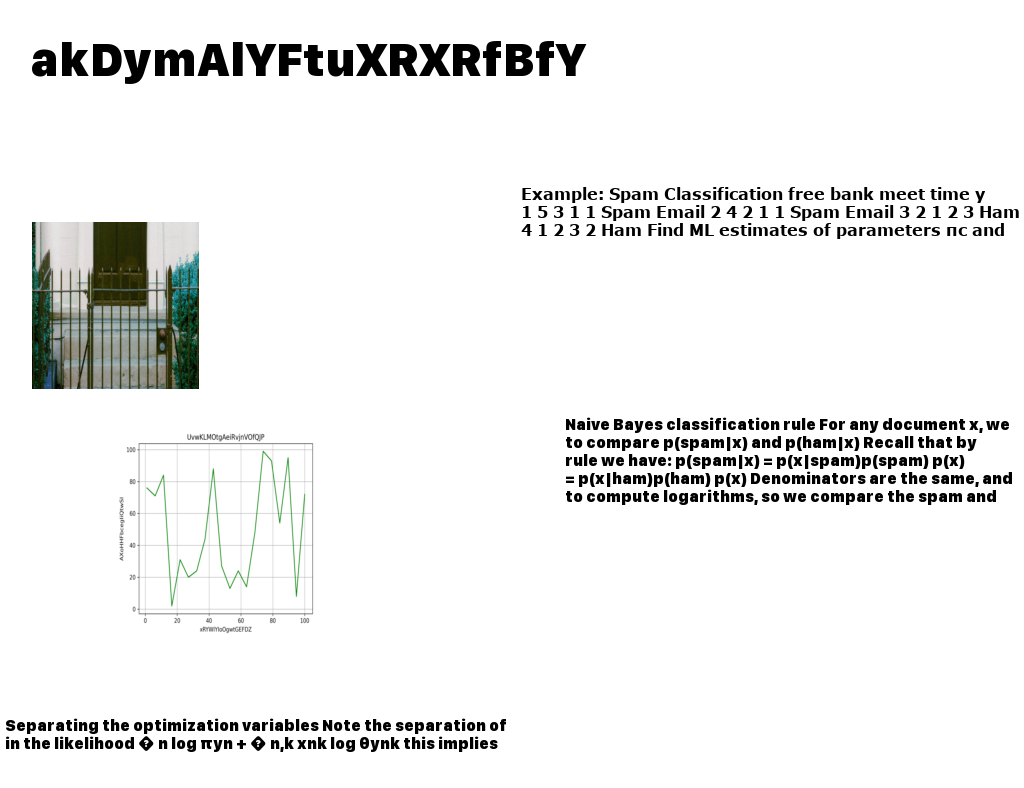 akDymAlYFtuXRXRfBfY
Example: Spam Classification free bank meet time y
1 5 3 1 1 Spam Email 2 4 2 1 1 Spam Email 3 2 1 2 3 Ham
4 1 2 3 2 Ham Find ML estimates of parameters πc and
Naive Bayes classification rule For any document x, we
to compare p(spam|x) and p(ham|x) Recall that by
rule we have: p(spam|x) = p(x|spam)p(spam) p(x)
= p(x|ham)p(ham) p(x) Denominators are the same, and
to compute logarithms, so we compare the spam and
UvwKLMOtgAeiRvjnVOfQJP
100
80
60
40
20
0
0 20 40 60 80 100
xRYWlYloOgwtGEFDZ
Separating the optimization variables Note the separation of
in the likelihood � n log πyn + � n,k xnk log θynk this implies